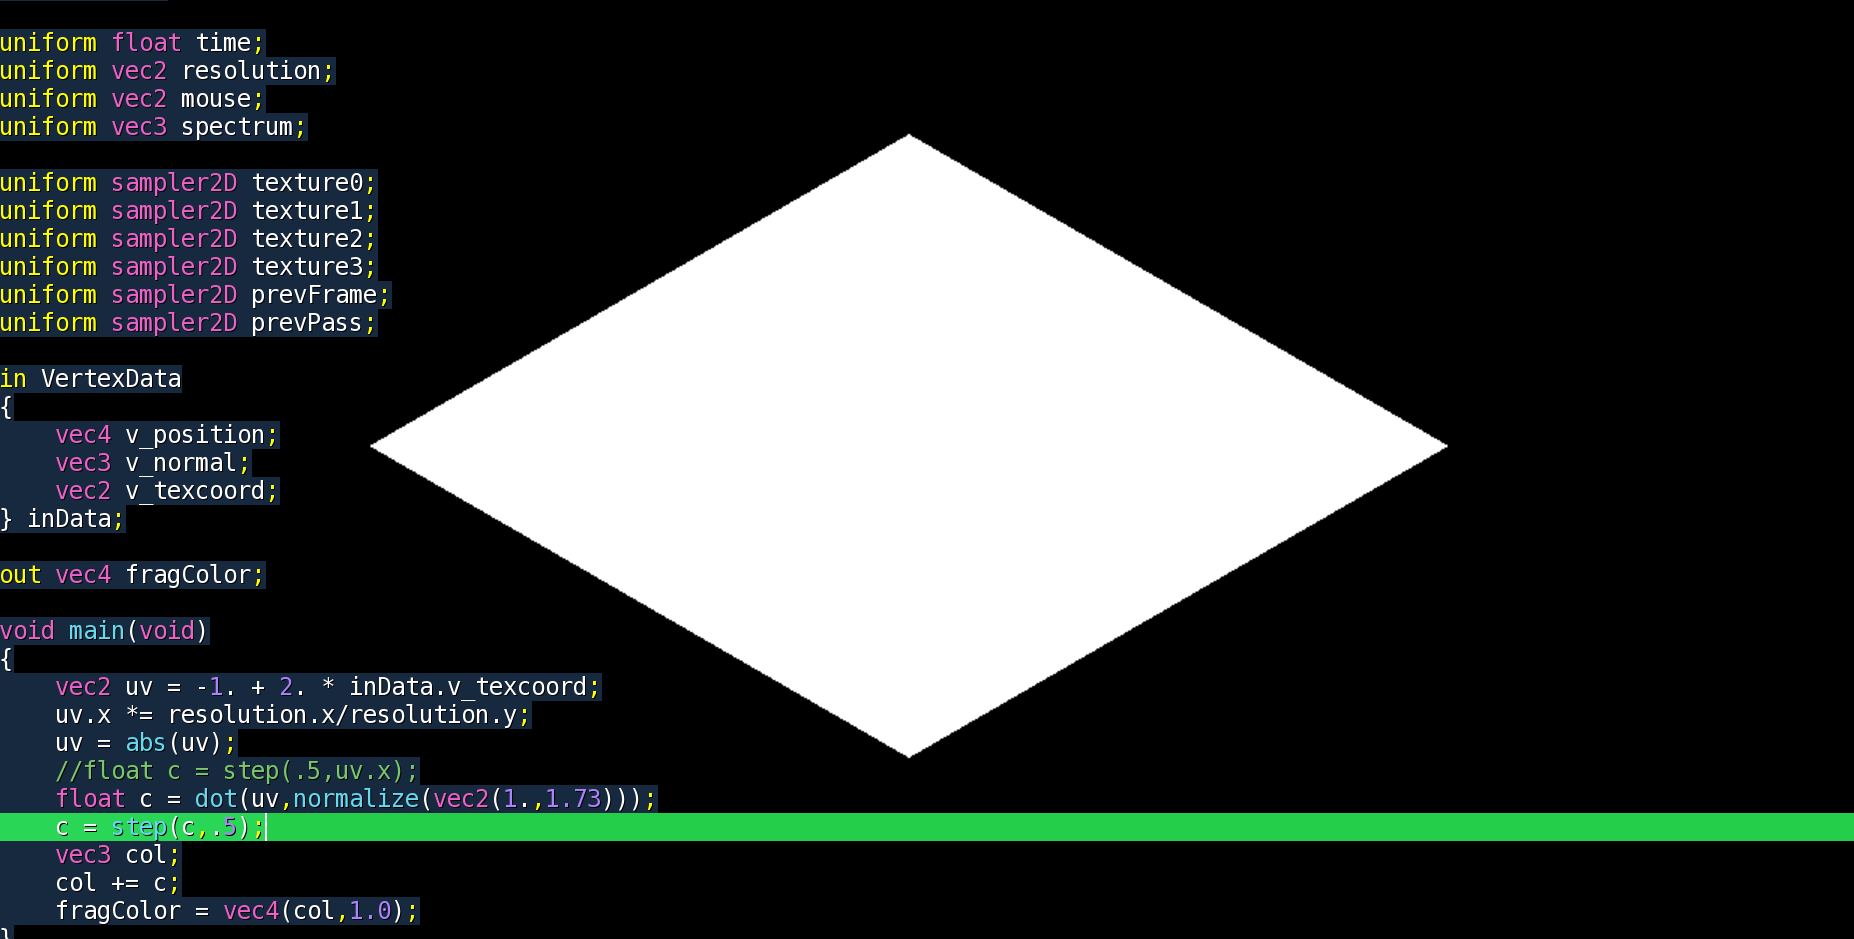 uniform float time;
uniform vec2 resolution;
uniform vec2 mouse;
uniform vec3 spectrum;
uniform sampler2D texture0;
uniform sampler2D texture1;
uniform sampler2D texture2;
uniform sampler2D texture3;
uniform sampler2D prevFrame;
uniform sampler2D prevPass;
in VertexData
{
    vec4 v_position;
    vec3 v_normal;
    vec2 v_texcoord;
} inData;
out vec4 fragColor;
void main(void)
{
    vec2 uv = -1. + 2. * inData.v_texcoord;
    uv.x *= resolution.x/resolution.y;
    uv = abs(uv);
    //float c = step(.5,uv.x);
    float c = dot(uv,normalize(vec2(1.,1.73)));
    c = step(c,.5);
    vec3 col;
    col += c;
    fragColor = vec4(col,1.0);
}